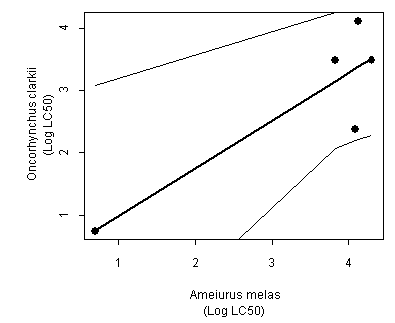 Oncorhynchus clarkii
(Log LC50)
4
3
2
1
1 2 3 4
Ameiurus melas
(Log LC50)